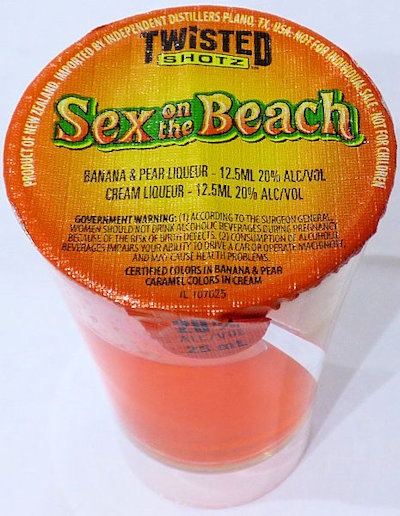 PRODUCT OF NEW ZEALAND. IMPORTED BY INDEPENDENT DISTILLERS PLANO, TX, USA. NOT FOR INDIVIDUAL SALE · NOT FOR CHILDREN
TWiSTED
SHOTZ
Sex on the Beach
BANANA & PEAR LIQUEUR - 12.5ML 20% ALC/VOL
CREAM LIQUEUR - 12.5ML 20% ALC/VOL
GOVERNMENT WARNING: (1) ACCORDING TO THE SURGEON GENERAL,
WOMEN SHOULD NOT DRINK ALCOHOLIC BEVERAGES DURING PREGNANCY
BECAUSE OF THE RISK OF BIRTH DEFECTS. (2) CONSUMPTION OF ALCOHOLIC
BEVERAGES IMPAIRS YOUR ABILITY TO DRIVE A CAR OR OPERATE MACHINERY,
AND MAY CAUSE HEALTH PROBLEMS.
CERTIFIED COLORS IN BANANA & PEAR
CARAMEL COLORS IN CREAM
ALC/VOL
25 mL